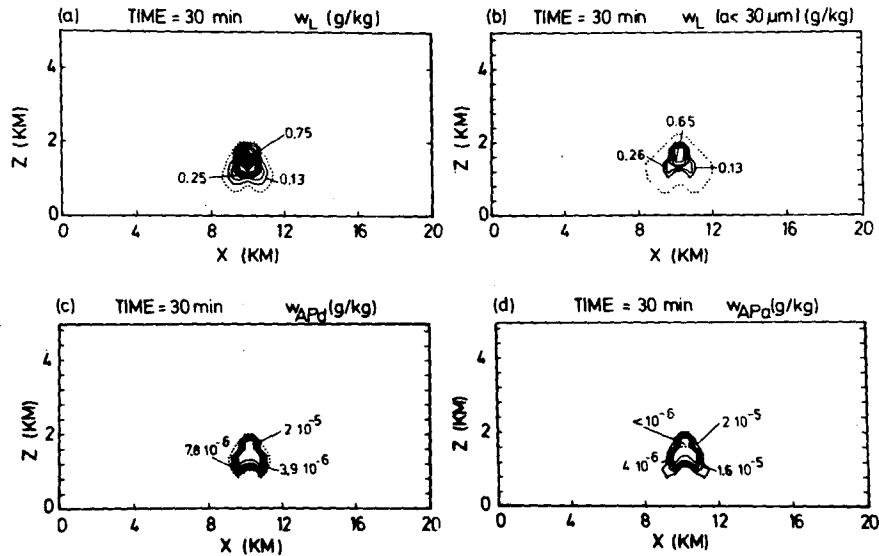 (a) TIME = 30 min w_L (g/kg)
5
4
2
0
Z (KM)
0.75
0.25
0.13
0 4 8 12 16 20
X (KM)
(b) TIME = 30 min w_L (a< 30 µm) (g/kg)
4
2
0
Z (KM)
0.65
0.26
0.13
0 4 8 12 16 20
X (KM)
(c) TIME = 30 min w_APd (g/kg)
4
2
0
Z (KM)
2 10^-5
7.8 10^-6
3.9 10^-6
0 4 8 12 16 20
X (KM)
(d) TIME = 30 min w_APa (g/kg)
4
2
0
Z (KM)
<10^-6
2 10^-5
4 10^-6
1.6 10^-5
0 4 8 12 16 20
X (KM)